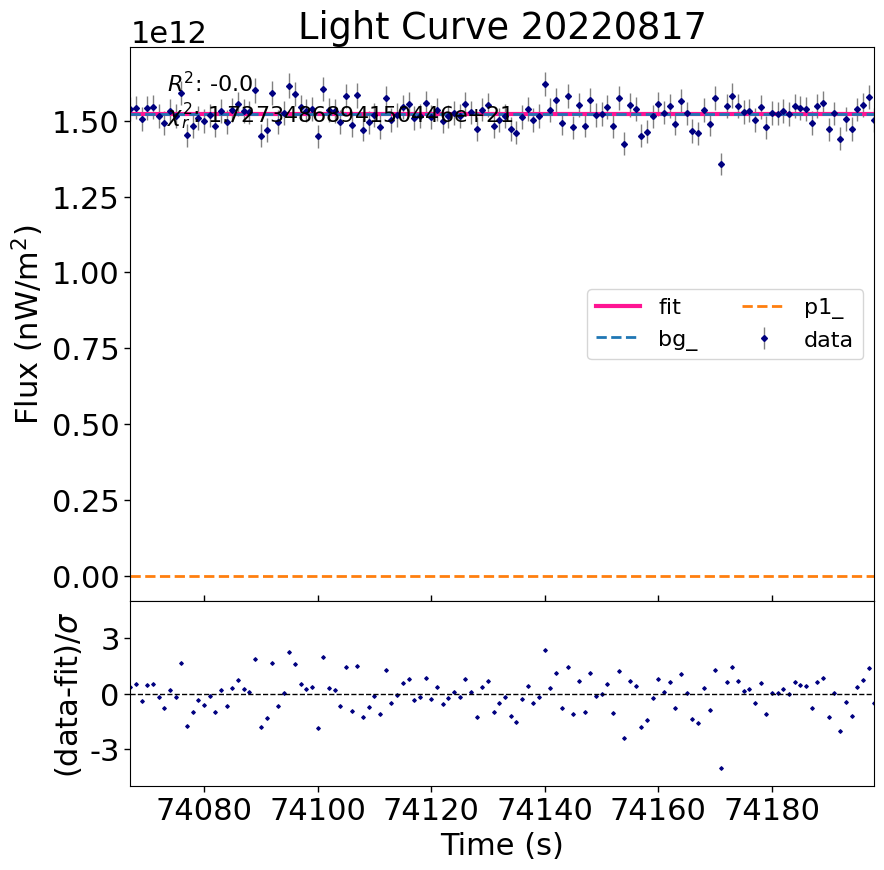 Light Curve 20220817
1e12
R²: -0.0
1.50
1.25
1.00
0.75
0.50
0.25
0.00
Flux (nW/m²)
fit
bg_
p1_
data
(data-fit)/σ
3
0
-3
74080 74100 74120 74140 74160 74180
Time (s)